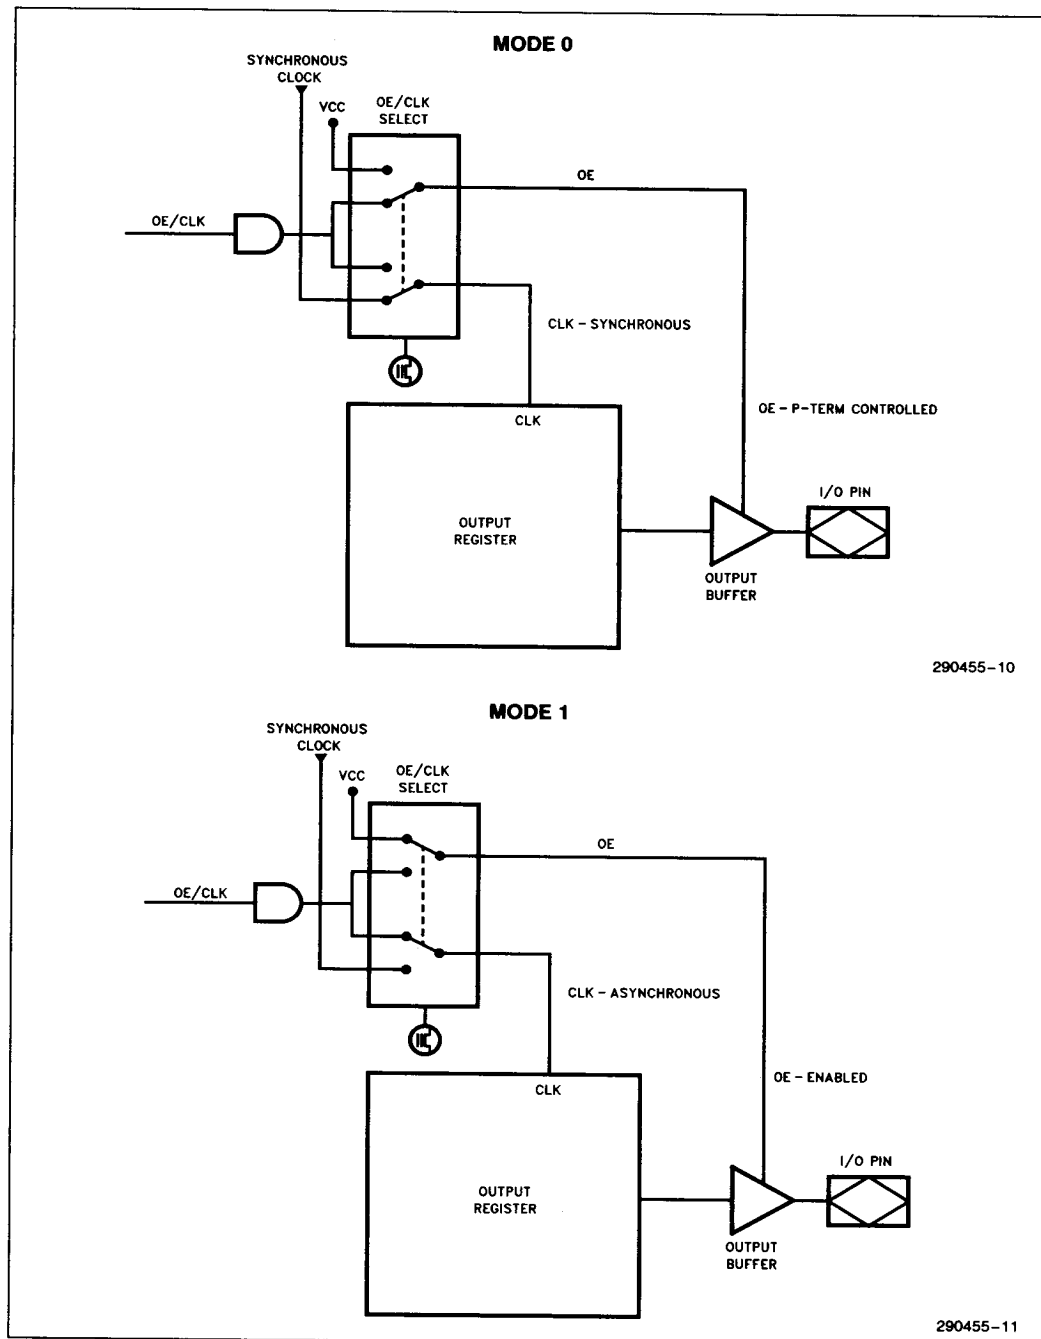 MODE 0
SYNCHRONOUS
CLOCK
VCC
OE/CLK
SELECT
OE
OE/CLK
CLK – SYNCHRONOUS
OE – P-TERM CONTROLLED
CLK
I/O PIN
OUTPUT
REGISTER
OUTPUT
BUFFER
290455–10
MODE 1
SYNCHRONOUS
CLOCK
VCC
OE/CLK
SELECT
OE
OE/CLK
CLK – ASYNCHRONOUS
OE – ENABLED
CLK
I/O PIN
OUTPUT
REGISTER
OUTPUT
BUFFER
290455–11